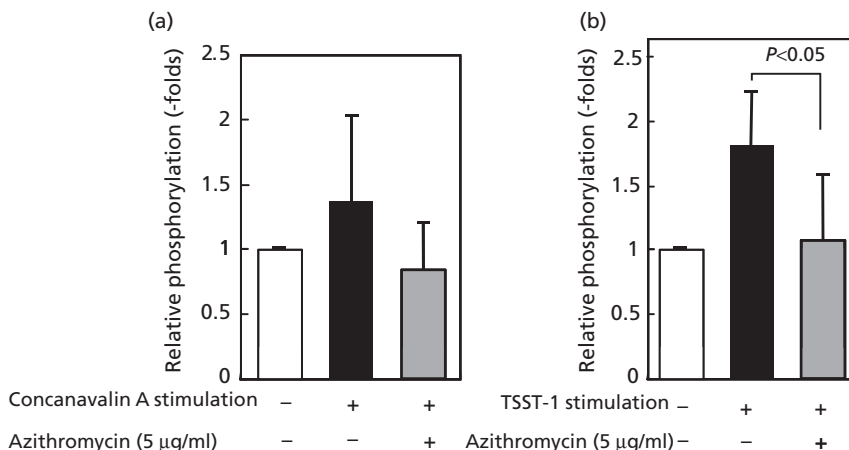 (a)
Relative phosphorylation (-folds)
2.5
2
1.5
1
0.5
0
Concanavalin A stimulation – + +
Azithromycin (5 µg/ml) – – +
(b)
Relative phosphorylation (-folds)
2.5
2
1.5
1
0.5
0
P<0.05
TSST-1 stimulation – + +
Azithromycin (5 µg/ml) – – +